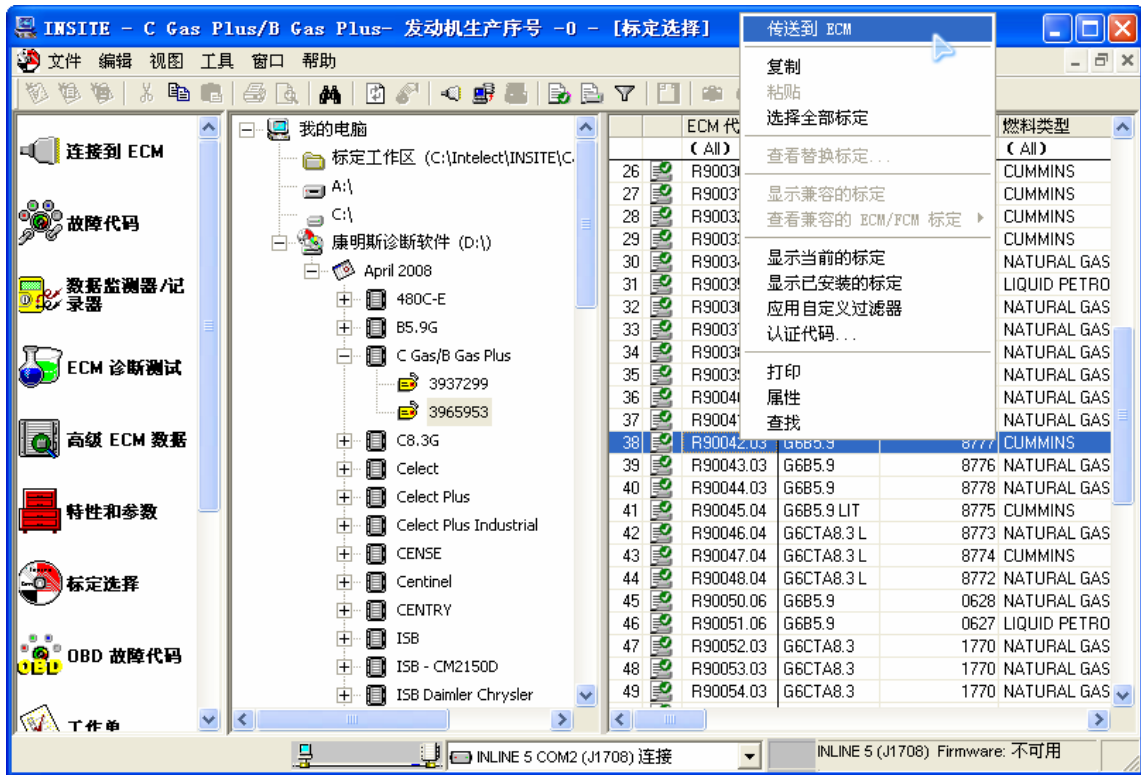 INSITE - C Gas Plus/B Gas Plus- 发动机生产序号 -0 - [标定选择]
文件 编辑 视图 工具 窗口 帮助
连接到 ECM
故障代码
数据监测器/记
录器
ECM 诊断测试
高级 ECM 数据
特性和参数
标定选择
OBD 故障代码
工作单
我的电脑
标定工作区 (C:\Intelect\INSITE\C
A:\
C:\
康明斯诊断软件 (D:\)
April 2008
480C-E
B5.9G
C Gas/B Gas Plus
3937299
3965953
C8.3G
Celect
Celect Plus
Celect Plus Industrial
CENSE
Centinel
CENTRY
ISB
ISB - CM2150D
ISB Daimler Chrysler
传送到 ECM
复制
粘贴
选择全部标定
查看替换标定...
显示兼容的标定
查看兼容的 ECM/FCM 标定
显示当前的标定
显示已安装的标定
应用自定义过滤器
认证代码...
打印
属性
查找
ECM 代 燃料类型
(All) (All)
26 CUMMINS
27 CUMMINS
28 CUMMINS
29 CUMMINS
30 NATURAL GAS
31 LIQUID PETRO
32 NATURAL GAS
33 NATURAL GAS
34 NATURAL GAS
35 NATURAL GAS
36 NATURAL GAS
37 NATURAL GAS
38 R90042.03 G6B5.9 8777 CUMMINS
39 R90043.03 G6B5.9 8776 NATURAL GAS
40 R90044.03 G6B5.9 8778 NATURAL GAS
41 R90045.04 G6B5.9 LIT 8775 CUMMINS
42 R90046.04 G6CTA8.3 L 8773 NATURAL GAS
43 R90047.04 G6CTA8.3 L 8774 CUMMINS
44 R90048.04 G6CTA8.3 L 8772 NATURAL GAS
45 R90050.06 G6B5.9 0628 NATURAL GAS
46 R90051.06 G6B5.9 0627 LIQUID PETRO
47 R90052.03 G6CTA8.3 1770 NATURAL GAS
48 R90053.03 G6CTA8.3 1770 NATURAL GAS
49 R90054.03 G6CTA8.3 1770 NATURAL GAS
INLINE 5 COM2 (J1708) 连接
INLINE 5 (J1708) Firmware: 不可用